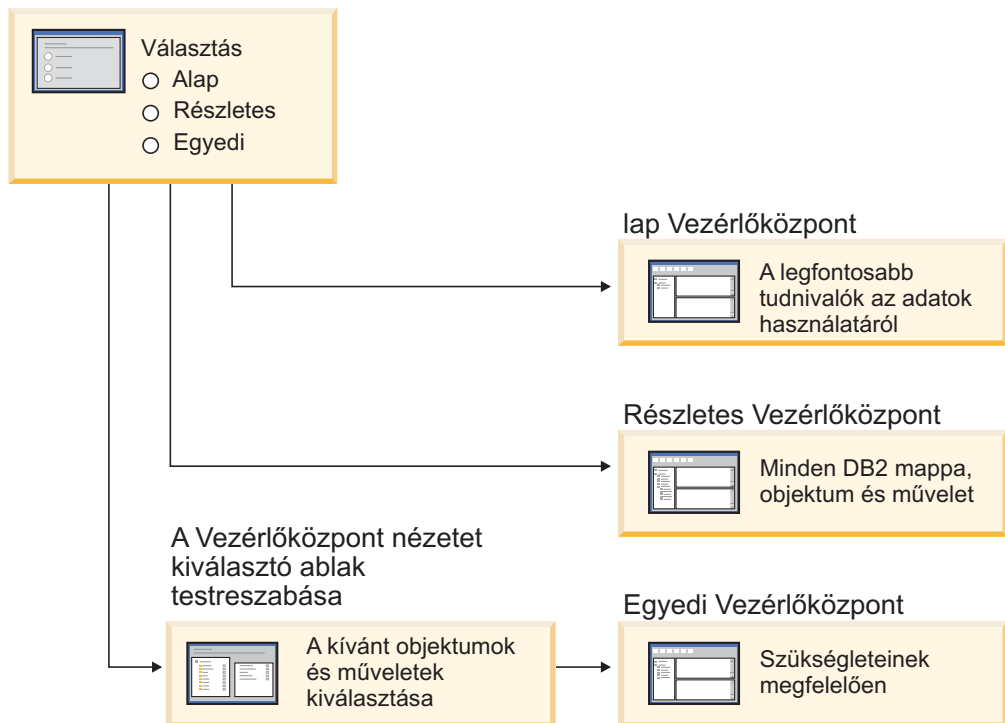 Választás
Alap
Részletes
Egyedi
lap Vezérlőközpont
A legfontosabb
tudnivalók az adatok
használatáról
Részletes Vezérlőközpont
Minden DB2 mappa,
objektum és művelet
A Vezérlőközpont nézetet
kiválasztó ablak
testreszabása
A kívánt objektumok
és műveletek
kiválasztása
Egyedi Vezérlőközpont
Szükségleteinek
megfelelően